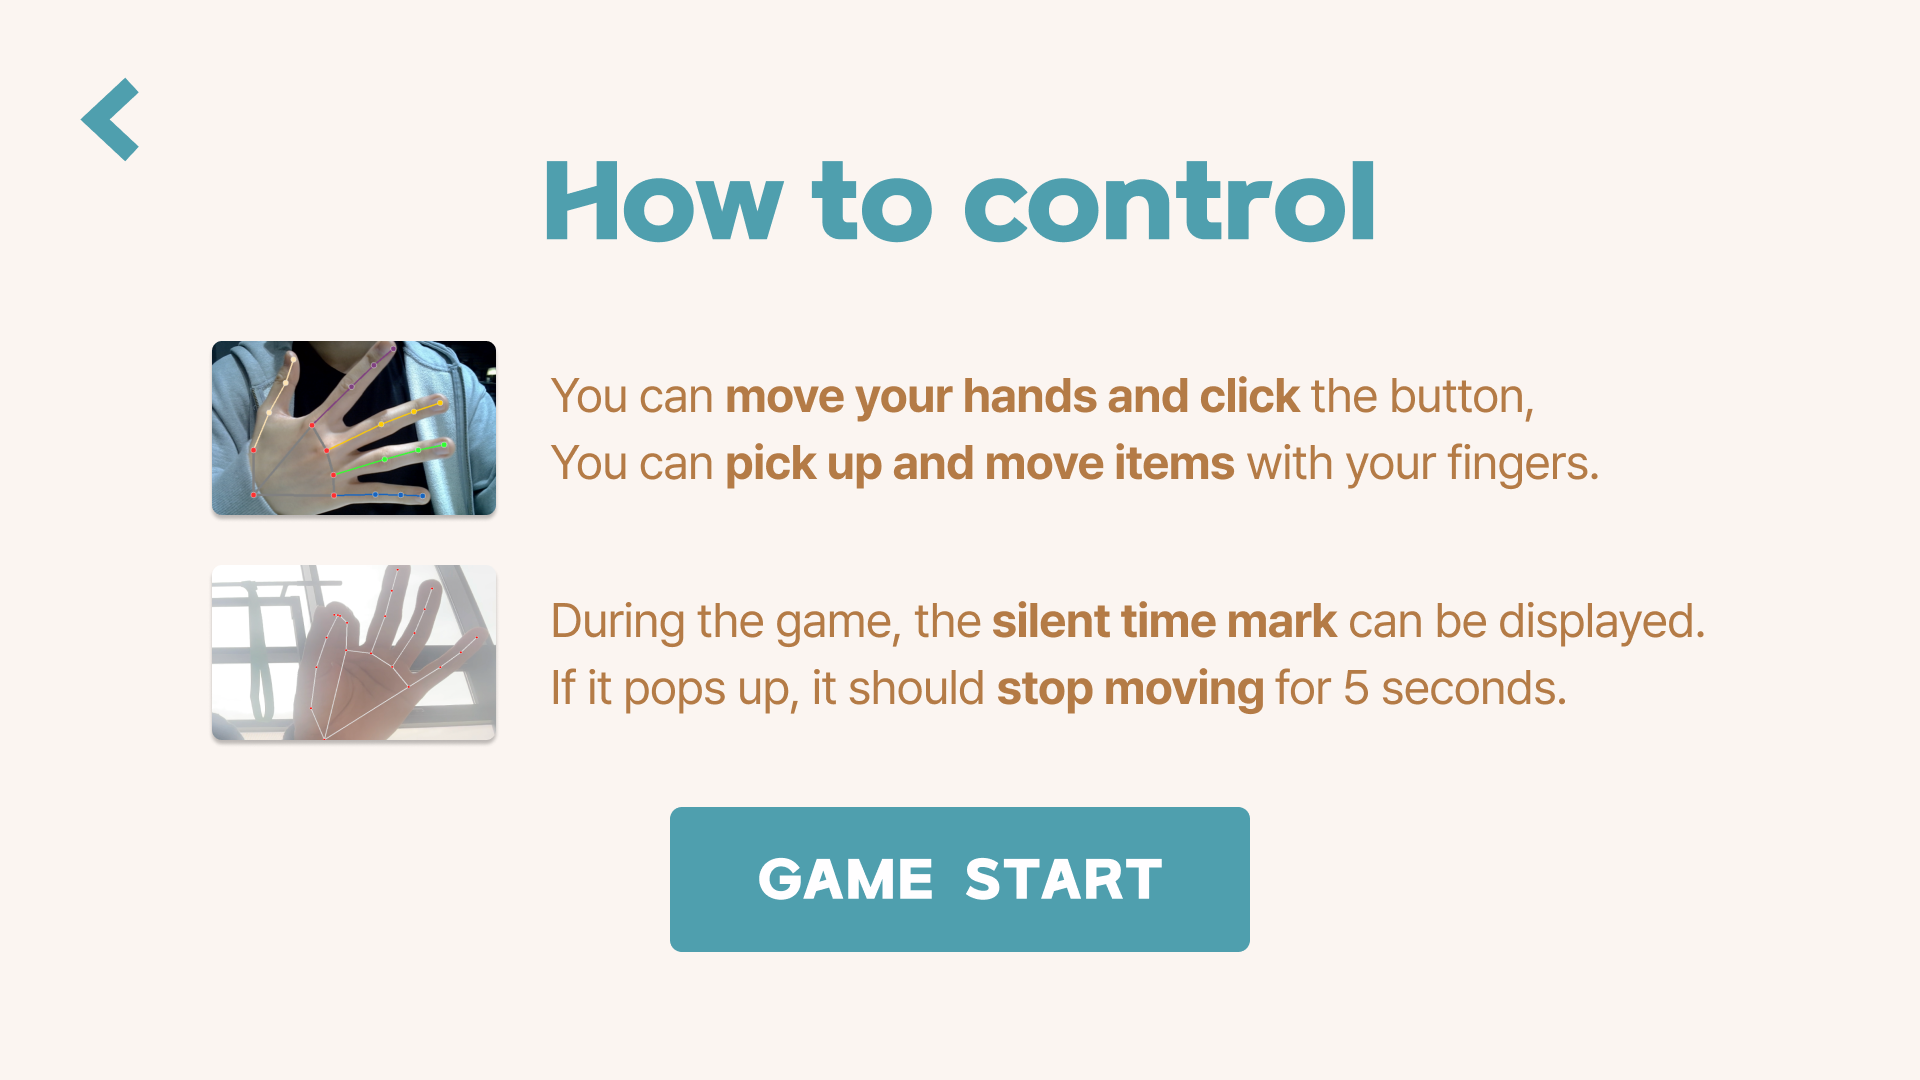 How to control
You can move your hands and click the button,
You can pick up and move items with your fingers.
During the game, the silent time mark can be displayed.
If it pops up, it should stop moving for 5 seconds.
GAME START